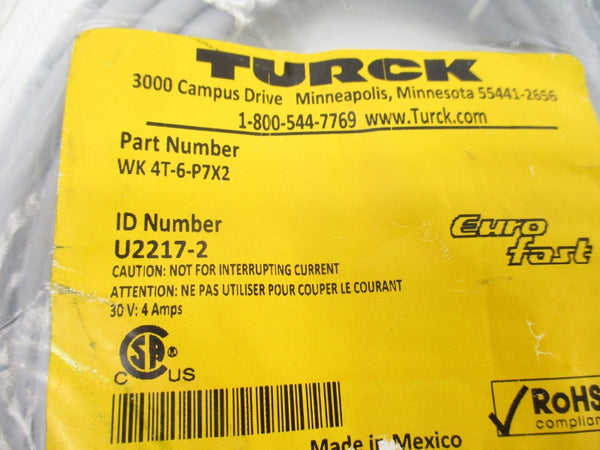 TURCK
3000 Campus Drive Minneapolis, Minnesota 55441-2656
1-800-544-7769 www.Turck.com
Part Number
WK 4T-6-P7X2
ID Number
U2217-2
Euro
fast
CAUTION: NOT FOR INTERRUPTING CURRENT
ATTENTION: NE PAS UTILISER POUR COUPER LE COURANT
30 V: 4 Amps
CSA ®
C US
RoHS
compliant
Made in Mexico